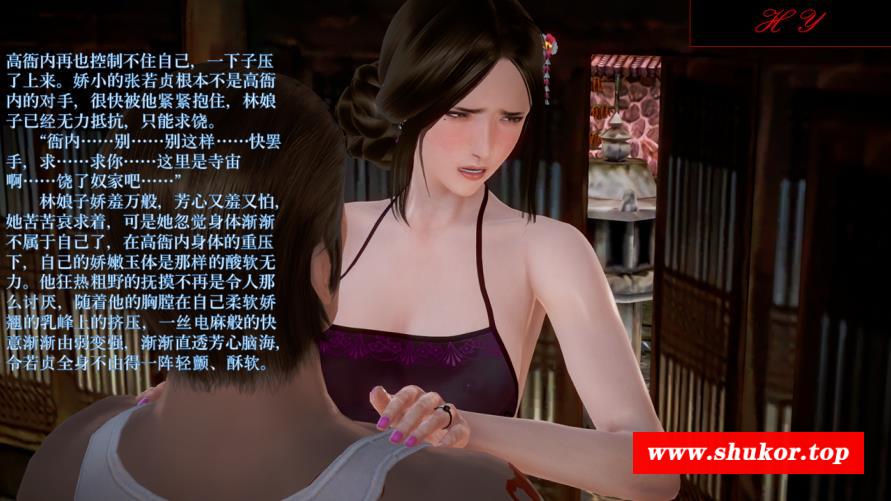 HY
高衙内再也控制不住自己，一下子压
了上来。娇小的张若贞根本不是高衙
内的对手，很快被他紧紧抱住，林娘
子已经无力抵抗，只能求饶。
“衙内……别……别这样……快罢
手，求……求你……这里是寺宙
啊……饶了奴家吧……”
林娘子娇羞万般，芳心又羞又怕，
她苦苦哀求着，可是她忽觉身体渐渐
不属于自己了，在高衙内身体的重压
下，自己的娇嫩玉体是那样的酸软无
力。他狂热粗野的抚摸不再是令人那
么讨厌，随着他的胸膛在自己柔软娇
翘的乳峰上的挤压，一丝电麻般的快
意渐渐由弱变强，渐渐直透芳心脑海，
令若贞全身不由得一阵轻颤、酥软。
www.shukor.top